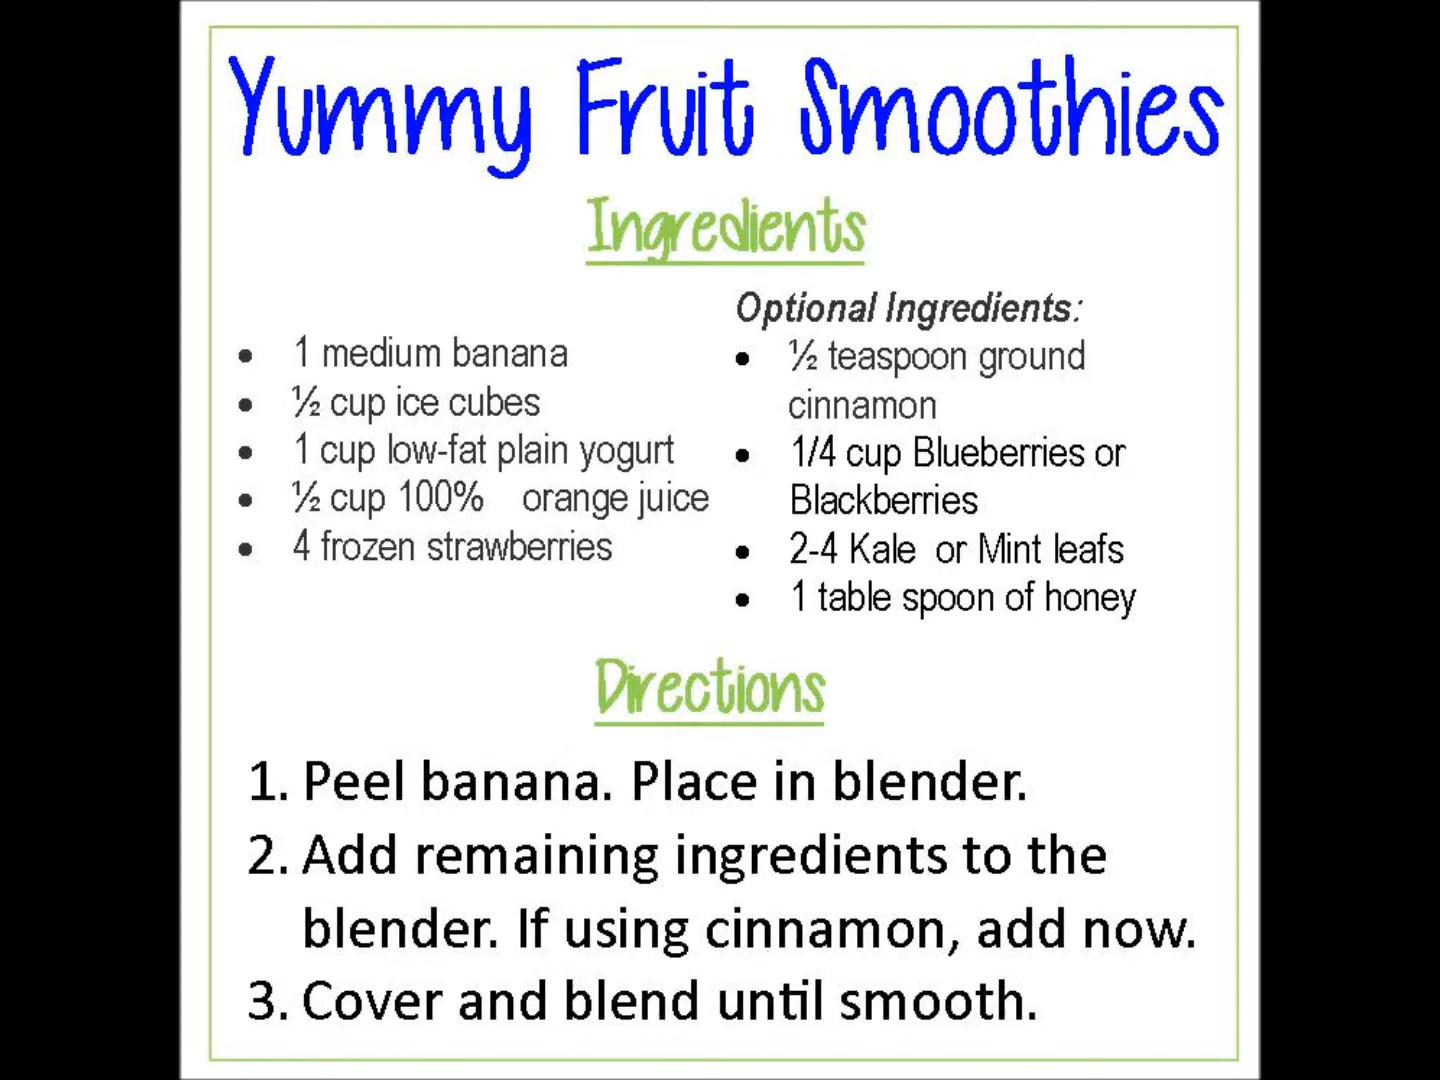 Yummy Fruit Smoothies
Ingredients
• 1 medium banana
• ½ cup ice cubes
• 1 cup low-fat plain yogurt
• ½ cup 100% orange juice
• 4 frozen strawberries
Optional Ingredients:
• ½ teaspoon ground
cinnamon
• 1/4 cup Blueberries or
Blackberries
• 2-4 Kale or Mint leafs
• 1 table spoon of honey
Directions
1. Peel banana. Place in blender.
2. Add remaining ingredients to the
blender. If using cinnamon, add now.
3. Cover and blend until smooth.